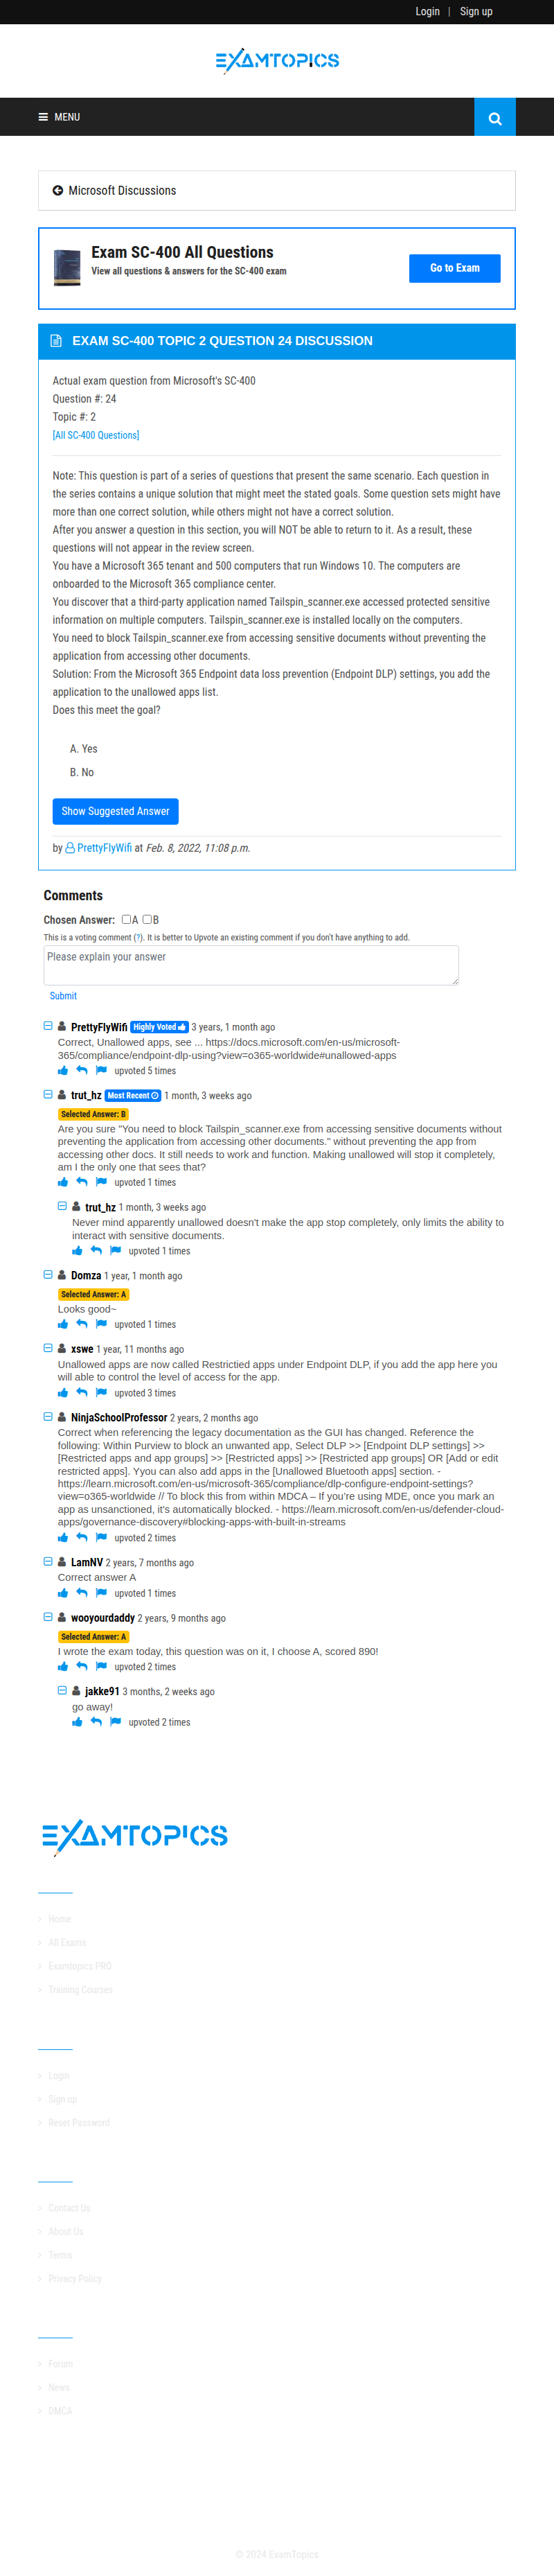 Login | Sign up
EXAMTOPICS
MENU
Microsoft Discussions
Exam SC-400 All Questions
View all questions & answers for the SC-400 exam
Go to Exam
EXAM SC-400 TOPIC 2 QUESTION 24 DISCUSSION
Actual exam question from Microsoft's SC-400
Question #: 24
Topic #: 2
[All SC-400 Questions]
Note: This question is part of a series of questions that present the same scenario. Each question in
the series contains a unique solution that might meet the stated goals. Some question sets might have
more than one correct solution, while others might not have a correct solution.
After you answer a question in this section, you will NOT be able to return to it. As a result, these
questions will not appear in the review screen.
You have a Microsoft 365 tenant and 500 computers that run Windows 10. The computers are
onboarded to the Microsoft 365 compliance center.
You discover that a third-party application named Tailspin_scanner.exe accessed protected sensitive
information on multiple computers. Tailspin_scanner.exe is installed locally on the computers.
You need to block Tailspin_scanner.exe from accessing sensitive documents without preventing the
application from accessing other documents.
Solution: From the Microsoft 365 Endpoint data loss prevention (Endpoint DLP) settings, you add the
application to the unallowed apps list.
Does this meet the goal?
A. Yes
B. No
Show Suggested Answer
by PrettyFlyWifi at Feb. 8, 2022, 11:08 p.m.
Comments
Chosen Answer: A B
This is a voting comment (?). It is better to Upvote an existing comment if you don't have anything to add.
Please explain your answer
Submit
PrettyFlyWifi Highly Voted 3 years, 1 month ago
Correct, Unallowed apps, see ... https://docs.microsoft.com/en-us/microsoft-
365/compliance/endpoint-dlp-using?view=o365-worldwide#unallowed-apps
upvoted 5 times
trut_hz Most Recent 1 month, 3 weeks ago
Selected Answer: B
Are you sure "You need to block Tailspin_scanner.exe from accessing sensitive documents without
preventing the application from accessing other documents." without preventing the app from
accessing other docs. It still needs to work and function. Making unallowed will stop it completely,
am I the only one that sees that?
upvoted 1 times
trut_hz 1 month, 3 weeks ago
Never mind apparently unallowed doesn't make the app stop completely, only limits the ability to
interact with sensitive documents.
upvoted 1 times
Domza 1 year, 1 month ago
Selected Answer: A
Looks good~
upvoted 1 times
xswe 1 year, 11 months ago
Unallowed apps are now called Restrictied apps under Endpoint DLP, if you add the app here you
will able to control the level of access for the app.
upvoted 3 times
NinjaSchoolProfessor 2 years, 2 months ago
Correct when referencing the legacy documentation as the GUI has changed. Reference the
following: Within Purview to block an unwanted app, Select DLP >> [Endpoint DLP settings] >>
[Restricted apps and app groups] >> [Restricted apps] >> [Restricted app groups] OR [Add or edit
restricted apps]. Yyou can also add apps in the [Unallowed Bluetooth apps] section. -
https://learn.microsoft.com/en-us/microsoft-365/compliance/dlp-configure-endpoint-settings?
view=o365-worldwide // To block this from within MDCA – If you're using MDE, once you mark an
app as unsanctioned, it's automatically blocked. - https://learn.microsoft.com/en-us/defender-cloud-
apps/governance-discovery#blocking-apps-with-built-in-streams
upvoted 2 times
LamNV 2 years, 7 months ago
Correct answer A
upvoted 1 times
wooyourdaddy 2 years, 9 months ago
Selected Answer: A
I wrote the exam today, this question was on it, I choose A, scored 890!
upvoted 2 times
jakke91 3 months, 2 weeks ago
go away!
upvoted 2 times
EXAMTOPICS
Home
All Exams
Examtopics PRO
Training Courses
Login
Sign up
Reset Password
Contact Us
About Us
Terms
Privacy Policy
Forum
News
DMCA
© 2024 ExamTopics